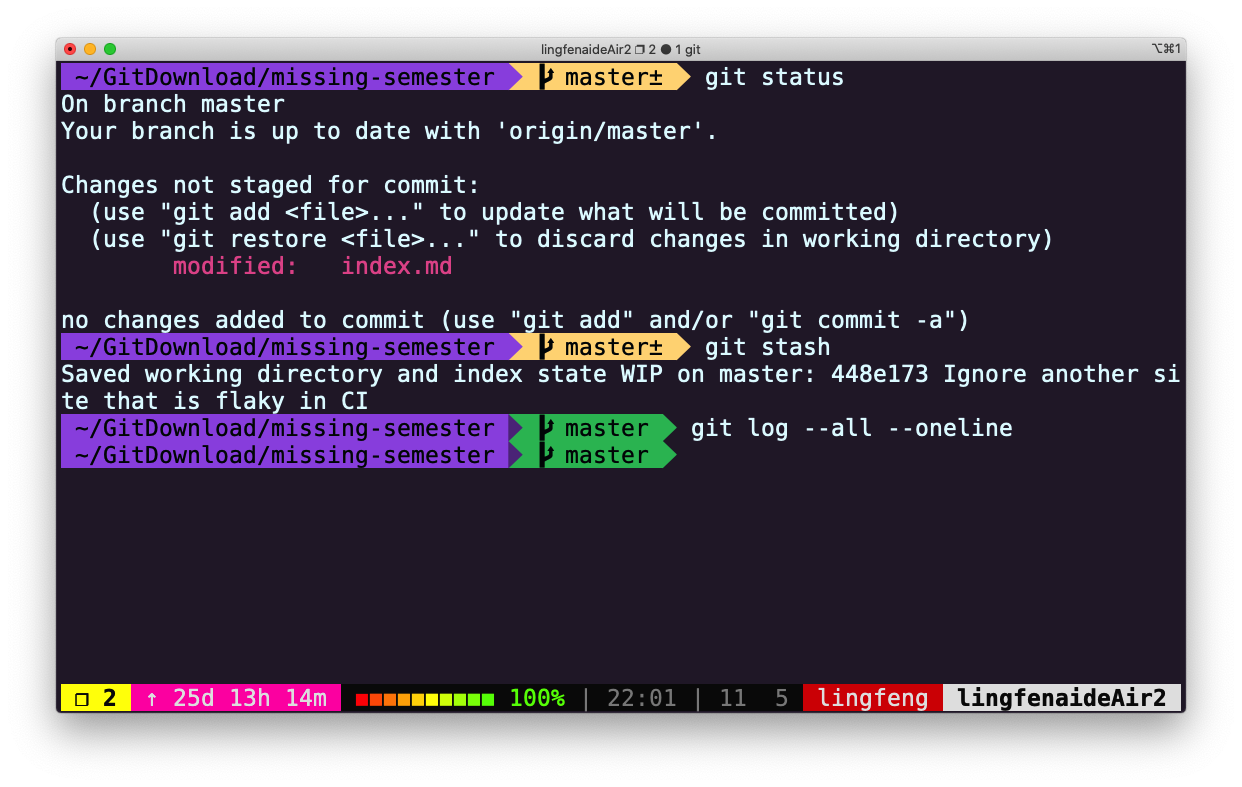 lingfenaideAir2 ❐ 2 ● 1 git ⌥⌘1
~/GitDownload/missing-semester master± git status
On branch master
Your branch is up to date with 'origin/master'.
Changes not staged for commit:
(use "git add <file>..." to update what will be committed)
(use "git restore <file>..." to discard changes in working directory)
modified: index.md
no changes added to commit (use "git add" and/or "git commit -a")
~/GitDownload/missing-semester master± git stash
Saved working directory and index state WIP on master: 448e173 Ignore another si
te that is flaky in CI
~/GitDownload/missing-semester master git log --all --oneline
~/GitDownload/missing-semester master
❐ 2 ↑ 25d 13h 14m 100% | 22:01 | 11 5 lingfeng lingfenaideAir2